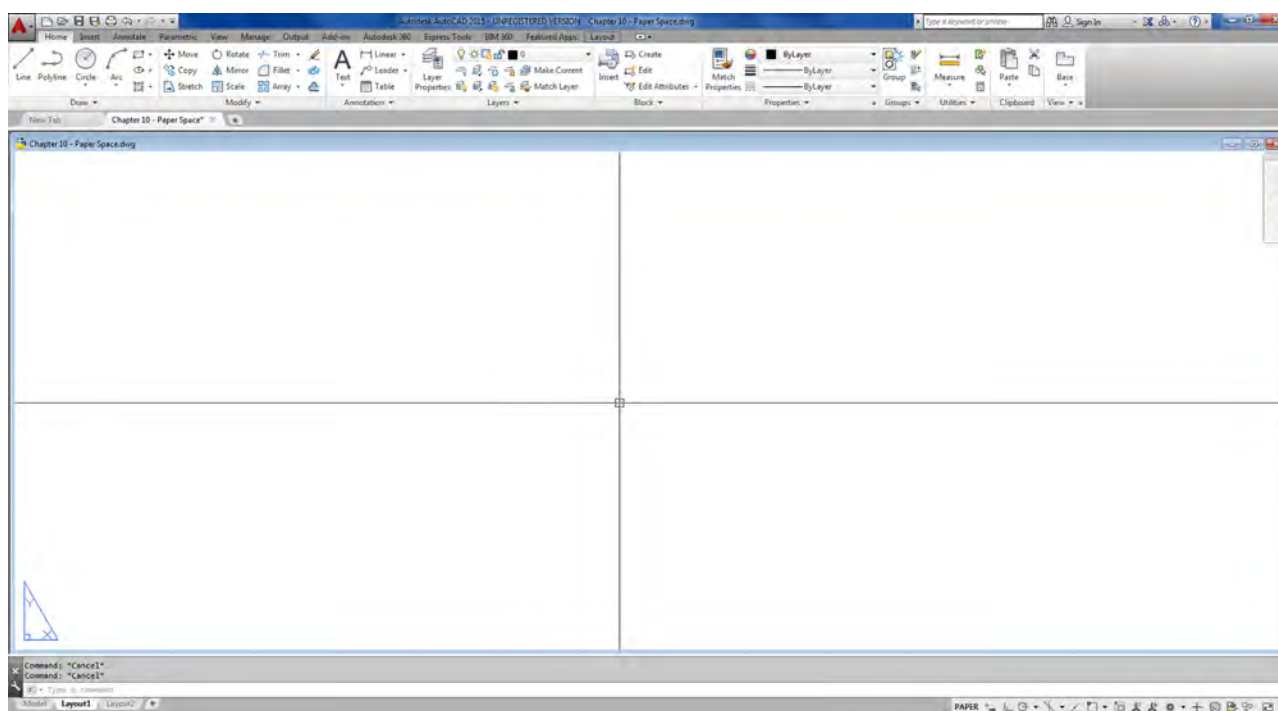 Autodesk AutoCAD 2015 - UNREGISTERED VERSION Chapter 10 - Paper Space.dwg
Type a keyword or phrase
Sign In
Home Insert Annotate Parametric View Manage Output Add-ins Autodesk 360 Express Tools BIM 360 Featured Apps Layout
Move Rotate Trim Linear 0 Create ByLayer
Line Polyline Circle Arc Copy Mirror Fillet Text Leader Layer Properties Make Current Insert Edit Match Properties ByLayer Group Measure Paste Base
Stretch Scale Array Table Match Layer Edit Attributes ByLayer
Draw Modify Annotation Layers Block Properties Groups Utilities Clipboard View
New Tab Chapter 10 - Paper Space*
Chapter 10 - Paper Space.dwg
Y
X
Command: *Cancel*
Command: *Cancel*
Type a command
Model Layout1 Layout2
PAPER